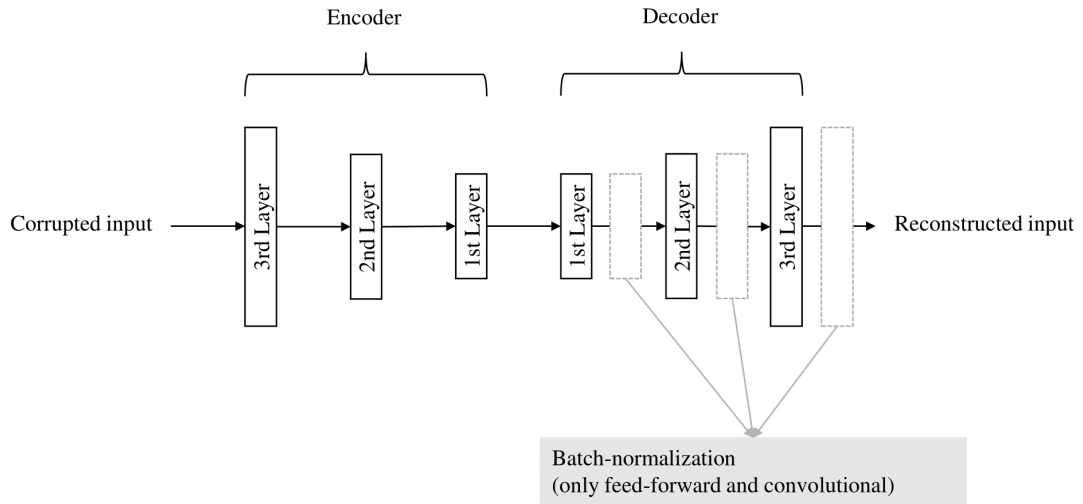 Encoder
Decoder
Corrupted input
3rd Layer
2nd Layer
1st Layer
1st Layer
2nd Layer
3rd Layer
Reconstructed input
Batch-normalization
(only feed-forward and convolutional)